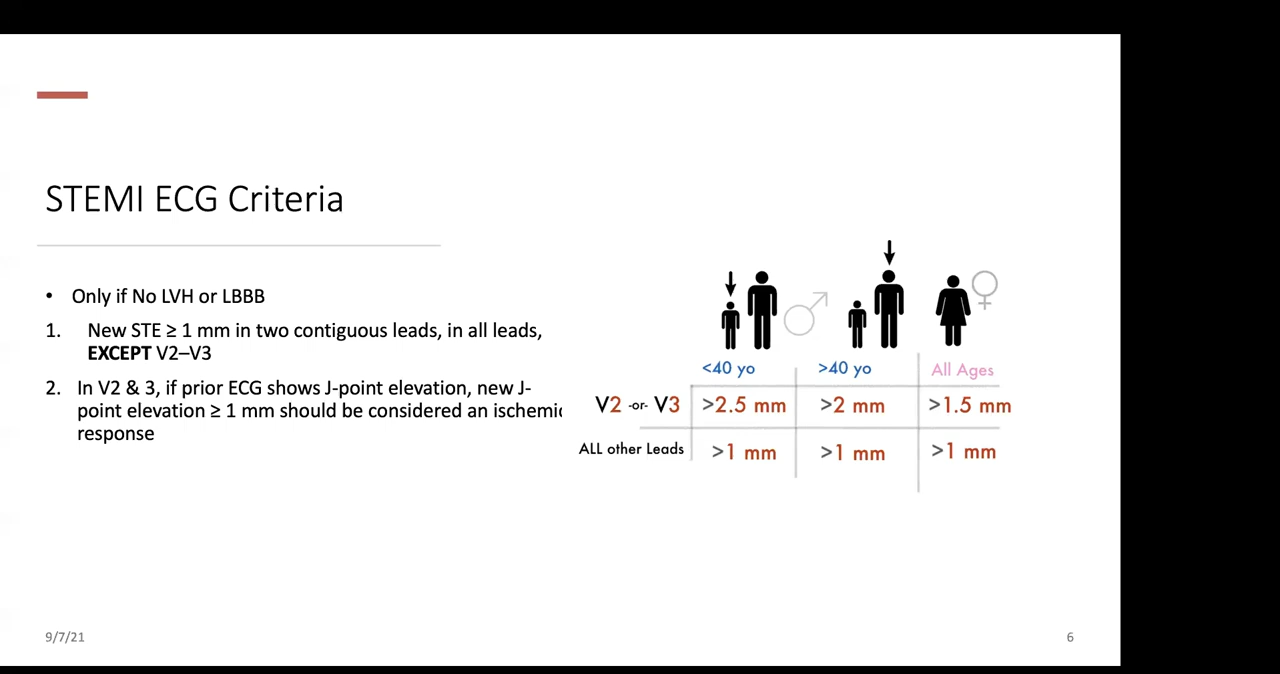 STEMI ECG Criteria
• Only if No LVH or LBBB
1. New STE ≥ 1 mm in two contiguous leads, in all leads,
EXCEPT V2–V3
2. In V2 & 3, if prior ECG shows J-point elevation, new J-
point elevation ≥ 1 mm should be considered an ischemic
response
<40 yo >40 yo All Ages
V2 -or- V3 >2.5 mm >2 mm >1.5 mm
ALL other Leads >1 mm >1 mm >1 mm
9/7/21
6